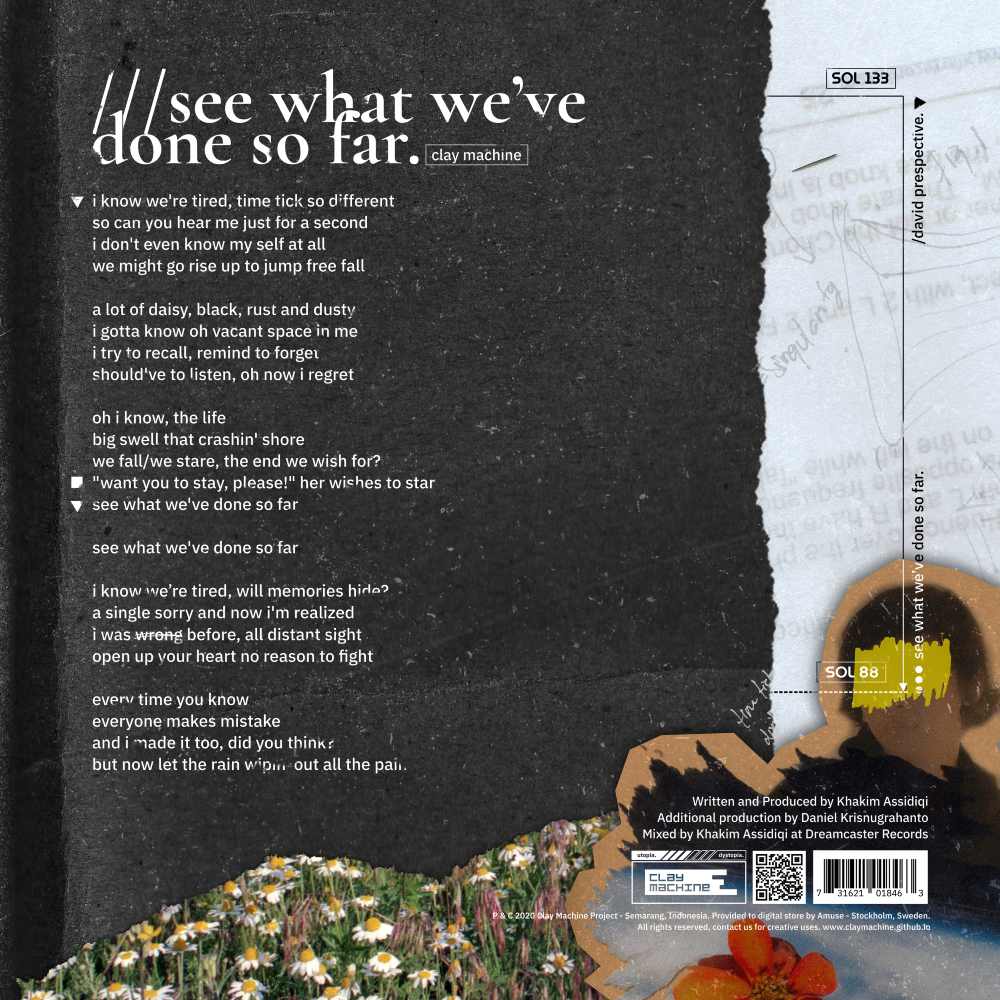 ///see what we've
done so far.
clay machine
i know we're tired, time tick so different
so can you hear me just for a second
i don't even know my self at all
we might go rise up to jump free fall
a lot of daisy, black, rust and dusty
i gotta know oh vacant space in me
i try to recall, remind to forget
should've to listen, oh now i regret
oh i know, the life
big swell that crashin' shore
we fall/we stare, the end we wish for?
"want you to stay, please!" her wishes to star
see what we've done so far
see what we've done so far
i know we're tired, will memories hide?
a single sorry and now i'm realized
i was wrong before, all distant sight
open up your heart no reason to fight
every time you know
everyone makes mistake
and i made it too, did you think?
but now let the rain wipin' out all the pain.
SOL 133
/david prespective.
singularity
see what we've done so far.
SOL 88
Written and Produced by Khakim Assidiqi
Additional production by Daniel Krisnugrahanto
Mixed by Khakim Assidiqi at Dreamcaster Records
utopia. dystopia.
CLAY
MACHINE
7 31621 01846 3
P & C 2020 Clay Machine Project - Semarang, Indonesia. Provided to digital store by Amuse - Stockholm, Sweden.
All rights reserved, contact us for creative uses. www.claymachine.github.io